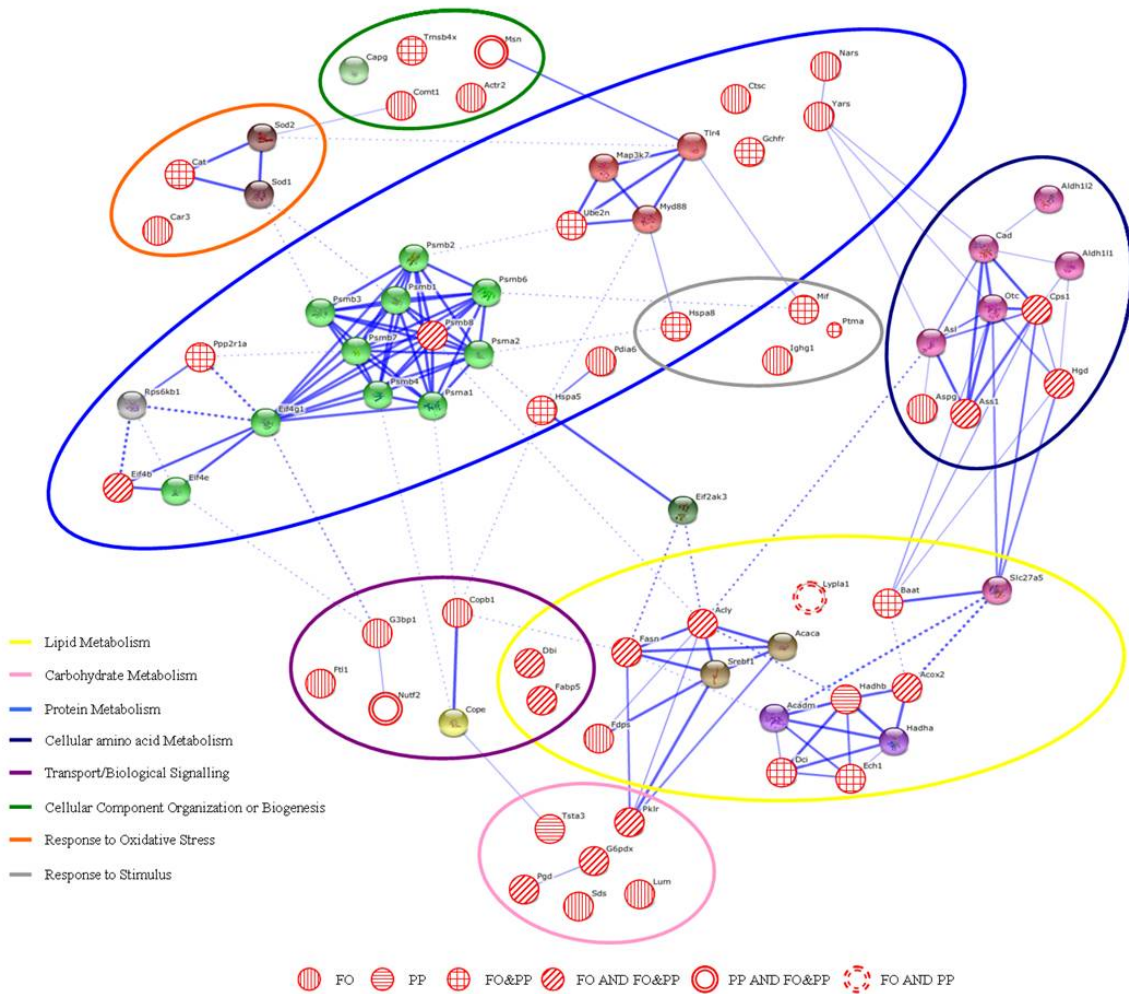 Tmsb4x
Msn
Capg
Comt1
Actr2
Nars
Ctsc
Yars
Sod2
Tlr4
Gchfr
Map3k7
Cat
Sod1
Myd88
Ube2n
Aldh1l2
Car3
Psmb2
Cad
Aldh1l1
Psmb1
Psmb6
Psmb3
Mif
Otc
Cps1
Psmb8
Hspa8
Ptma
Asl
Ppp2r1a
Psmb7
Psma2
Pdia6
Ighg1
Hgd
Rps6kb1
Psmb4
Psma1
Hspa5
Aspg
Ass1
Eif4g1
Eif4b
Eif4e
Eif2ak3
Lypla1
Baat
Slc27a5
Copb1
G3bp1
Acly
Fasn
Acaca
Lipid Metabolism
Dbi
Srebf1
Carbohydrate Metabolism
Ftl1
Fabp5
Hadhb
Acox2
Protein Metabolism
Nutf2
Cope
Fdps
Acadm
Hadha
Cellular amino acid Metabolism
Dci
Ech1
Transport/Biological Signalling
Cellular Component Organization or Biogenesis
Tsta3
Pklr
Response to Oxidative Stress
G6pdx
Response to Stimulus
Pgd
Sds
Lum
FO PP FO&PP FO AND FO&PP PP AND FO&PP FO AND PP